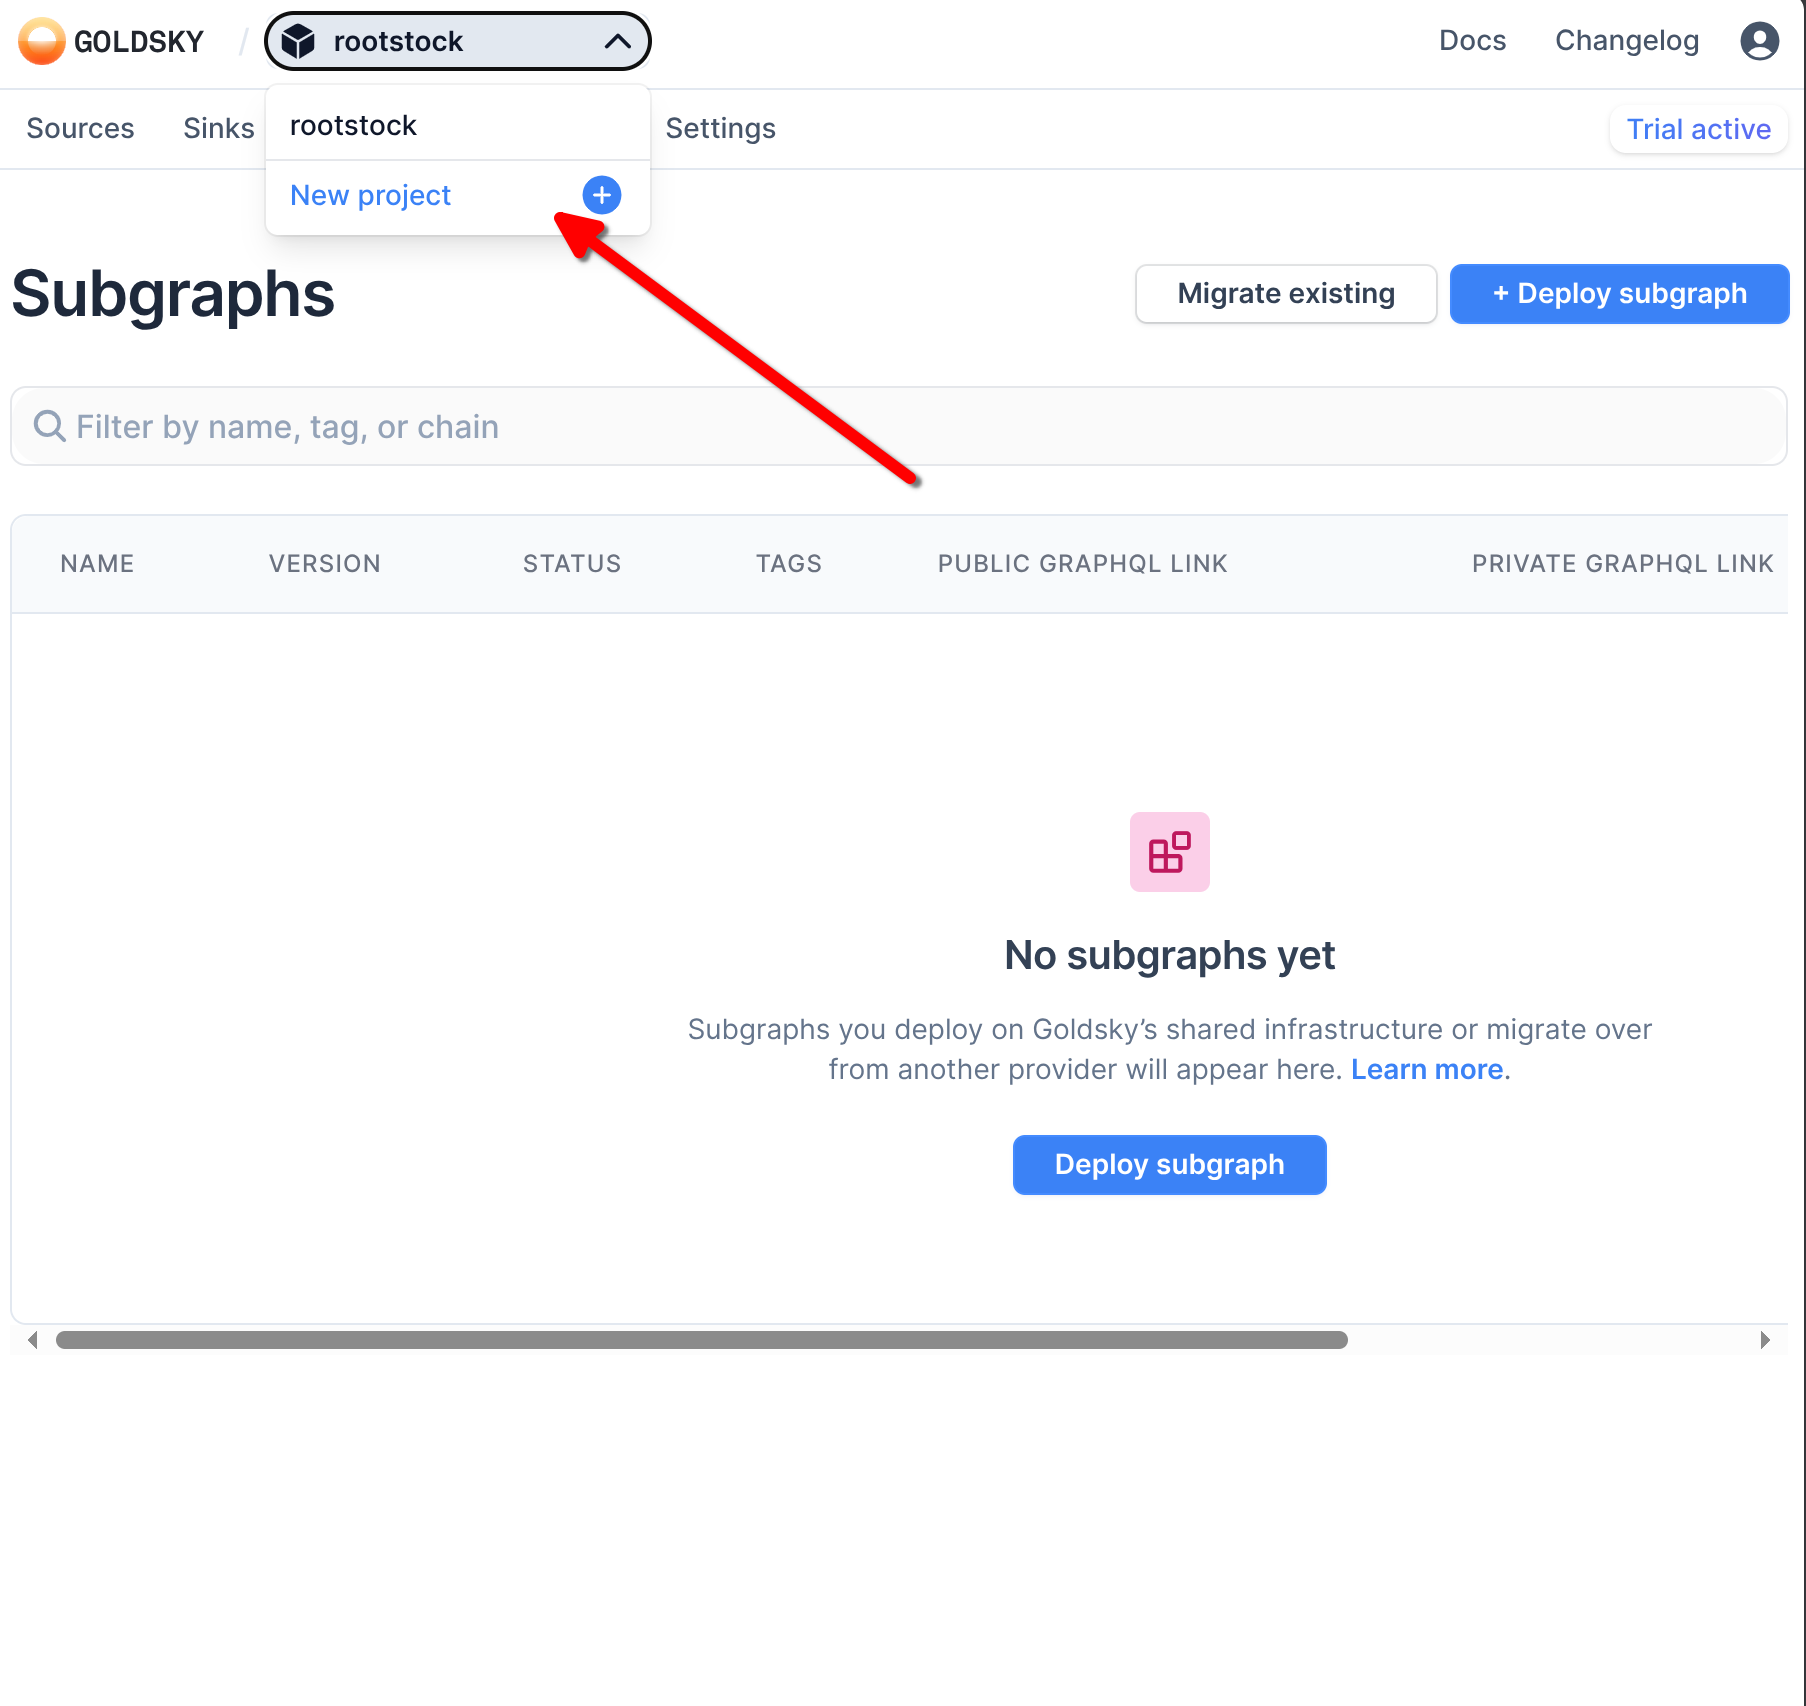 GOLDSKY / rootstock Docs Changelog
Sources Sinks Settings Trial active
rootstock
New project
Subgraphs
Migrate existing + Deploy subgraph
Filter by name, tag, or chain
NAME VERSION STATUS TAGS PUBLIC GRAPHQL LINK PRIVATE GRAPHQL LINK
No subgraphs yet
Subgraphs you deploy on Goldsky’s shared infrastructure or migrate over
from another provider will appear here. Learn more.
Deploy subgraph